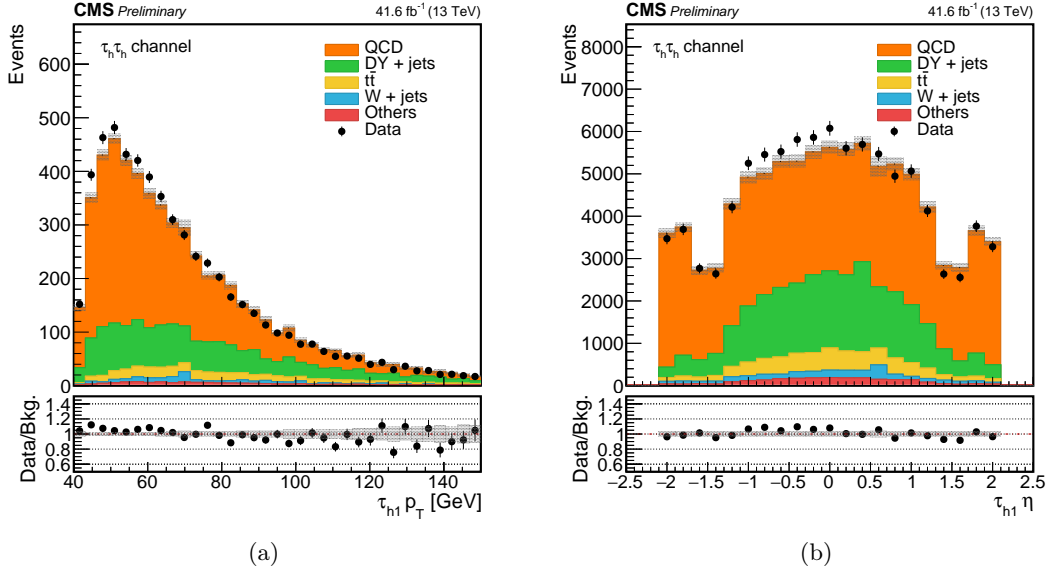 CMS Preliminary 41.6 fb⁻¹ (13 TeV)
Events
τₕτₕ channel
QCD
DY + jets
tt̄
W + jets
Others
Data
600
500
400
300
200
100
0
Data/Bkg.
1.4
1.2
1
0.8
0.6
40 60 80 100 120 140
τₕ₁ p_T [GeV]
(a)
CMS Preliminary 41.6 fb⁻¹ (13 TeV)
Events
τₕτₕ channel
QCD
DY + jets
tt̄
W + jets
Others
Data
8000
7000
6000
5000
4000
3000
2000
1000
0
Data/Bkg.
1.4
1.2
1
0.8
0.6
−2.5 −2 −1.5 −1 −0.5 0 0.5 1 1.5 2 2.5
τₕ₁ η
(b)